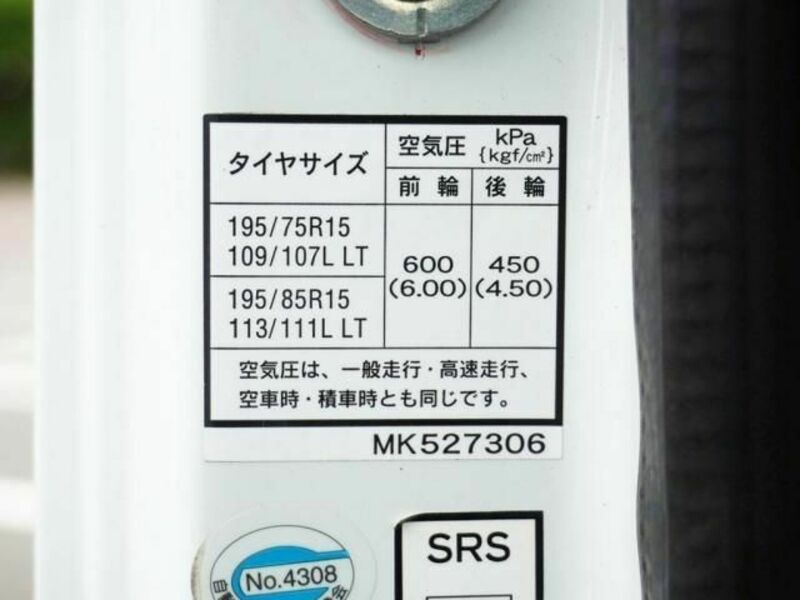 タイヤサイズ
空気圧 kPa
{kgf/cm²}
前輪 後輪
195/75R15
109/107L LT
195/85R15
113/111L LT
600 450
(6.00) (4.50)
空気圧は、一般走行・高速走行、
空車時・積車時とも同じです。
MK527306
SRS
No.4308